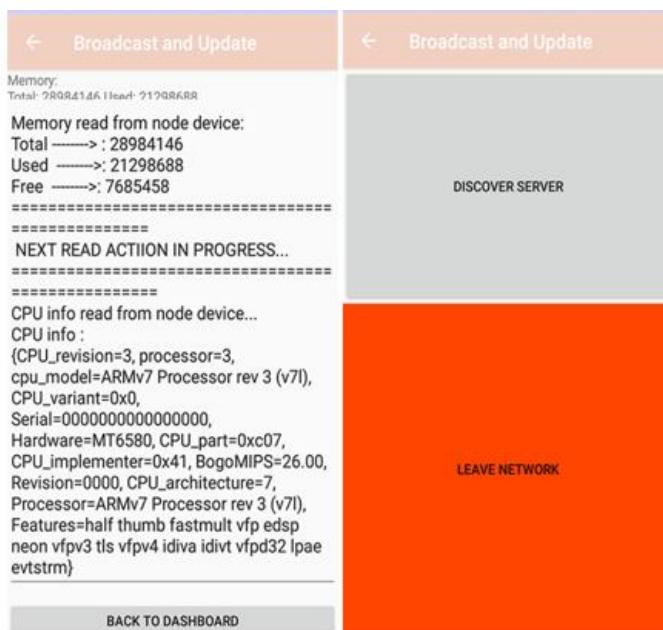 ← Broadcast and Update
Memory:
Total: 28984146 Used: 21298688
Memory read from node device:
Total -------> : 28984146
Used ------->: 21298688
Free ------->: 7685458
===================================
===============
NEXT READ ACTIION IN PROGRESS...
===================================
================
CPU info read from node device...
CPU info :
{CPU_revision=3, processor=3,
cpu_model=ARMv7 Processor rev 3 (v7l),
CPU_variant=0x0,
Serial=0000000000000000,
Hardware=MT6580, CPU_part=0xc07,
CPU_implementer=0x41, BogoMIPS=26.00,
Revision=0000, CPU_architecture=7,
Processor=ARMv7 Processor rev 3 (v7l),
Features=half thumb fastmult vfp edsp
neon vfpv3 tls vfpv4 idiva idivt vfpd32 lpae
evtstrm}
BACK TO DASHBOARD
← Broadcast and Update
DISCOVER SERVER
LEAVE NETWORK